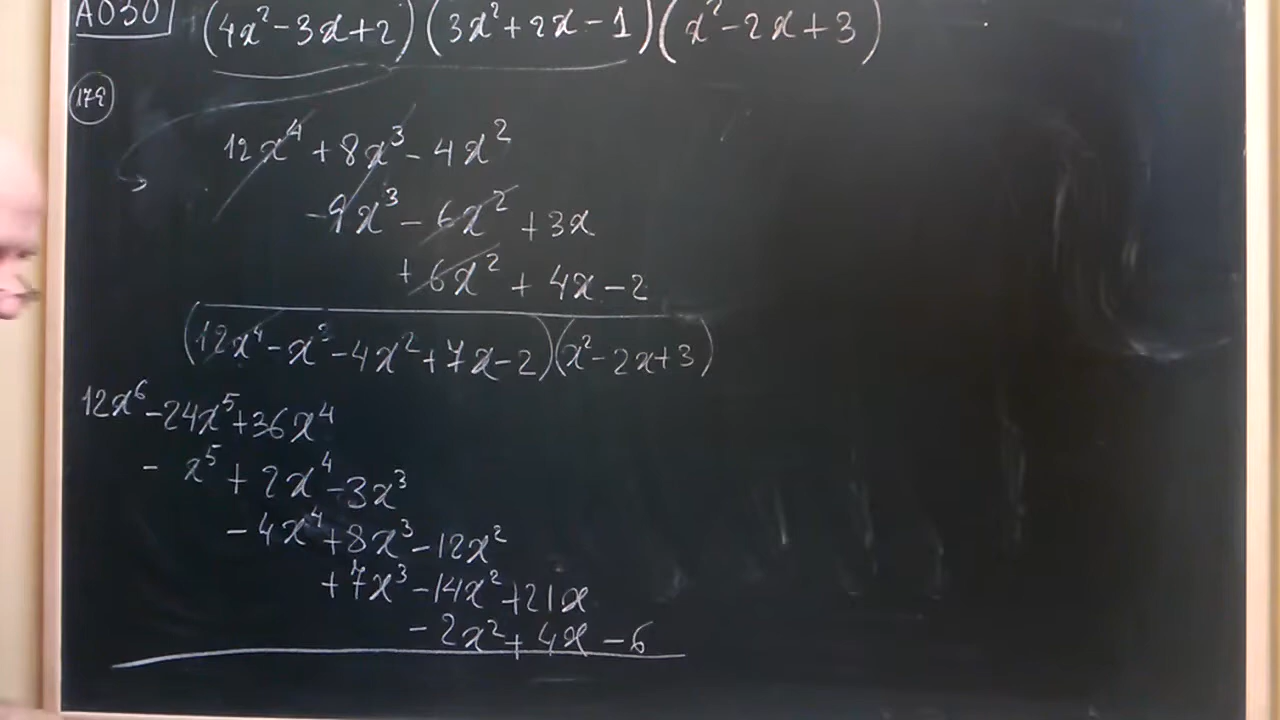 A030 (4x²-3x+2)(3x²+2x-1)(x²-2x+3)
179
12x⁴+8x³-4x²
-9x³-6x²+3x
+6x²+4x-2
(12x⁴-x³-4x²+7x-2)(x²-2x+3)
12x⁶-24x⁵+36x⁴
- x⁵+2x⁴-3x³
-4x⁴+8x³-12x²
+7x³-14x²+21x
-2x²+4x-6